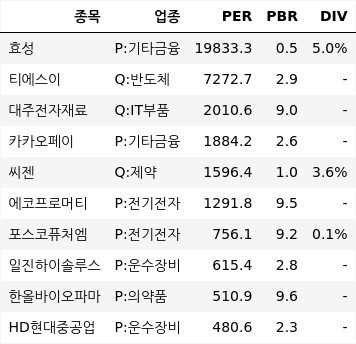 종목 업종 PER PBR DIV
효성 P:기타금융 19833.3 0.5 5.0%
티에스이 Q:반도체 7272.7 2.9 -
대주전자재료 Q:IT부품 2010.6 9.0 -
카카오페이 P:기타금융 1884.2 2.6 -
씨젠 Q:제약 1596.4 1.0 3.6%
에코프로머티 P:전기전자 1291.8 9.5 -
포스코퓨처엠 P:전기전자 756.1 9.2 0.1%
일진하이솔루스 P:운수장비 615.4 2.8 -
한올바이오파마 P:의약품 510.9 9.6 -
HD현대중공업 P:운수장비 480.6 2.3 -